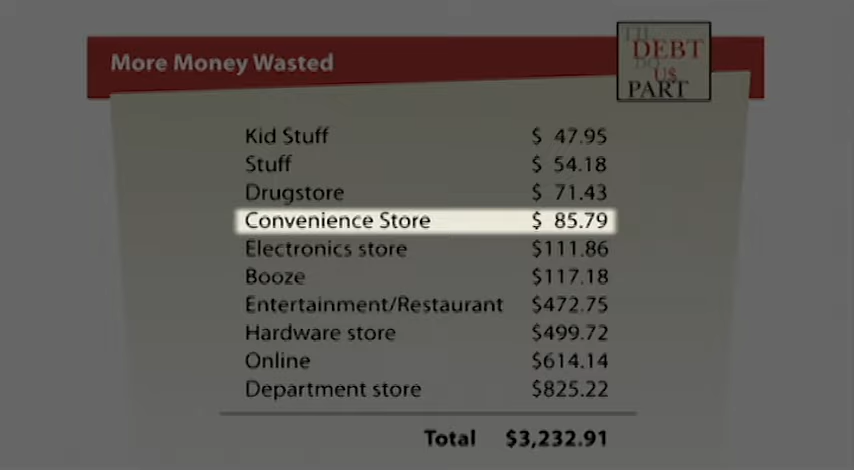 More Money Wasted
TIL
DEBT
DO U$
PART
Kid Stuff $ 47.95
Stuff $ 54.18
Drugstore $ 71.43
Convenience Store $ 85.79
Electronics store $111.86
Booze $117.18
Entertainment/Restaurant $472.75
Hardware store $499.72
Online $614.14
Department store $825.22
Total $3,232.91